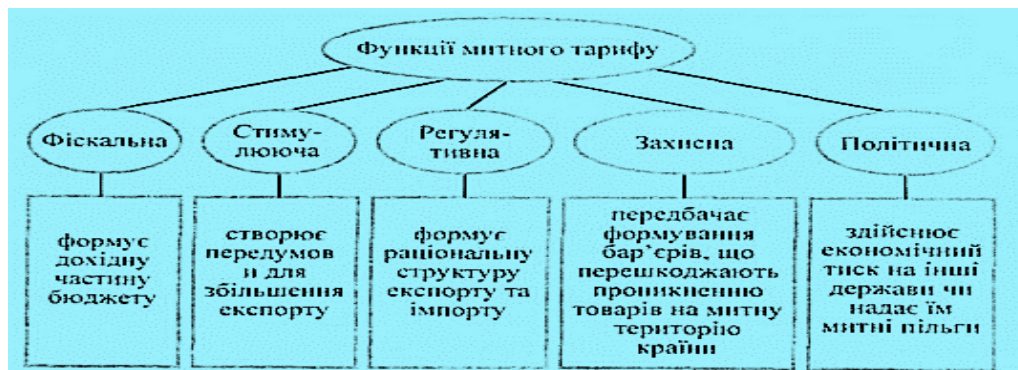 Функції митного тарифу
Фіскальна
Стиму-
лююча
Регуля-
тивна
Захисна
Політична
формує
дохідну
частину
бюджету
створює
передумов
и для
збільшення
експорту
формує
раціональну
структуру
експорту та
імпорту
передбачає
формування
бар’єрів, що
перешкоджають
проникненню
товарів на митну
територію
країни
здійснює
економічний
тиск на інші
держави чи
надає їм
митні пільги